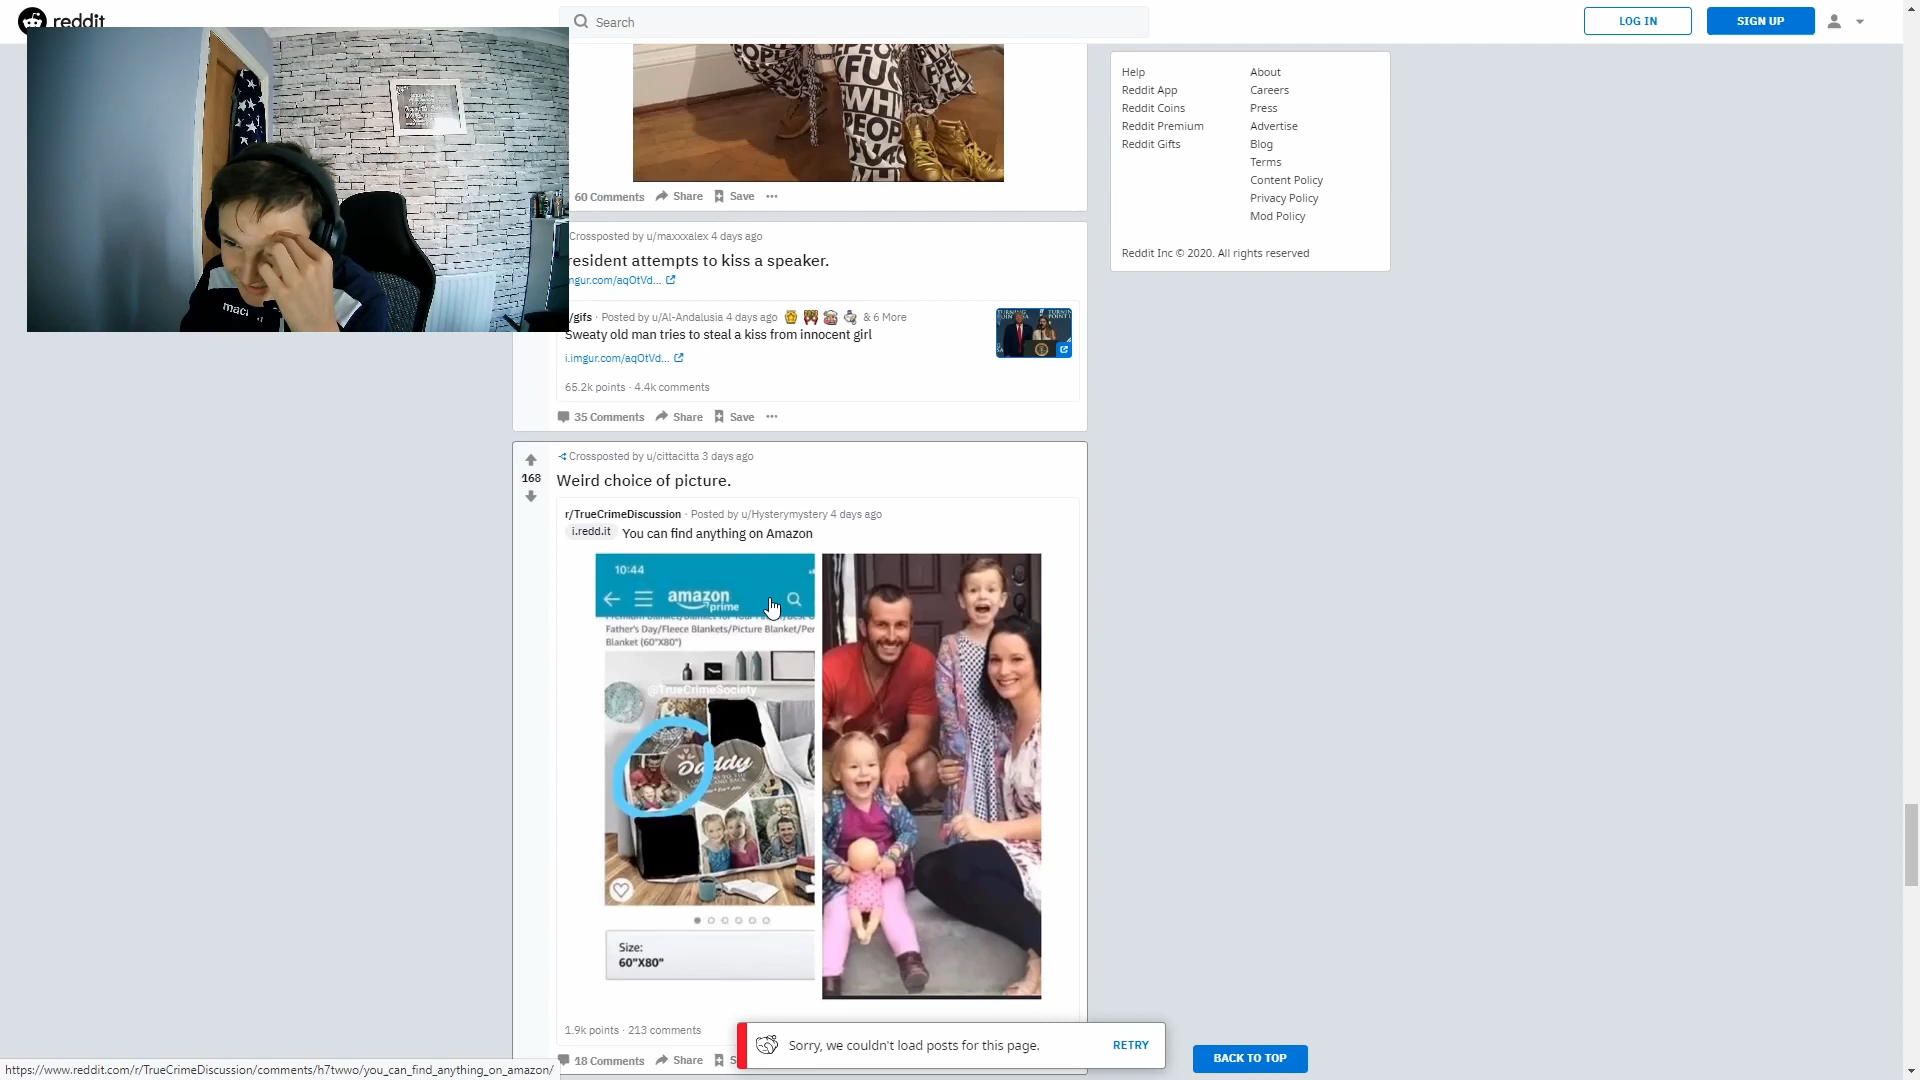 reddit
Search
LOG IN
SIGN UP
Help
About
Reddit App
Careers
Reddit Coins
Press
Reddit Premium
Advertise
Reddit Gifts
Blog
Terms
Content Policy
Privacy Policy
Mod Policy
Reddit Inc © 2020. All rights reserved
60 Comments Share Save
Crossposted by u/maxxxalex 4 days ago
resident attempts to kiss a speaker.
ngur.com/aqOtVd...
/gifs · Posted by u/Al-Andalusia 4 days ago & 6 More
Sweaty old man tries to steal a kiss from innocent girl
i.imgur.com/aqOtVd...
65.2k points · 4.4k comments
35 Comments Share Save
168
Crossposted by u/cittacitta 3 days ago
Weird choice of picture.
r/TrueCrimeDiscussion · Posted by u/Hysterymystery 4 days ago
i.redd.it You can find anything on Amazon
10:44
amazon
prime
Father's Day/Fleece Blankets/Picture Blanket/Per
Blanket (60"X80")
@TrueCrimeSociety
Daddy
Size:
60"X80"
1.9k points · 213 comments
18 Comments Share S
Sorry, we couldn't load posts for this page.
RETRY
BACK TO TOP
https://www.reddit.com/r/TrueCrimeDiscussion/comments/h7twwo/you_can_find_anything_on_amazon/